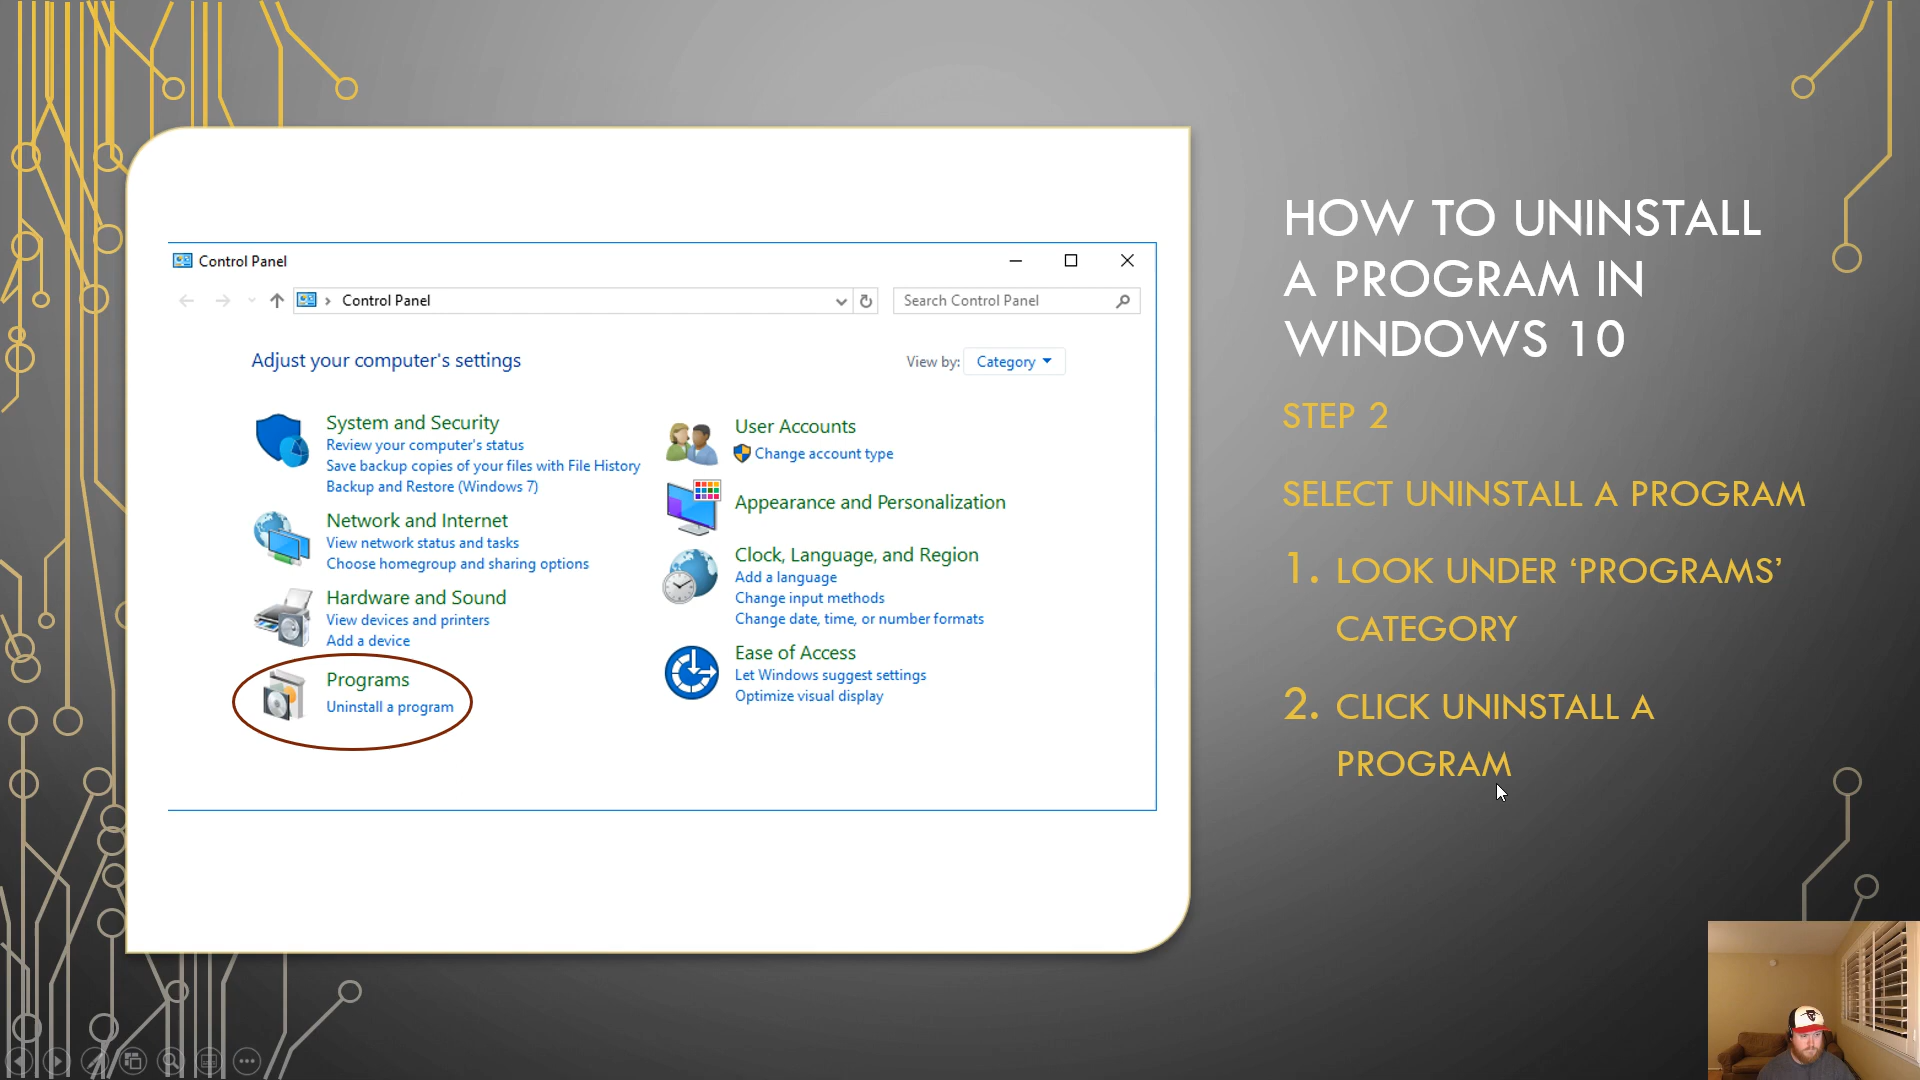 Control Panel
Control Panel
Search Control Panel
Adjust your computer's settings
View by: Category
System and Security
Review your computer's status
Save backup copies of your files with File History
Backup and Restore (Windows 7)
Network and Internet
View network status and tasks
Choose homegroup and sharing options
Hardware and Sound
View devices and printers
Add a device
Programs
Uninstall a program
User Accounts
Change account type
Appearance and Personalization
Clock, Language, and Region
Add a language
Change input methods
Change date, time, or number formats
Ease of Access
Let Windows suggest settings
Optimize visual display
HOW TO UNINSTALL
A PROGRAM IN
WINDOWS 10
STEP 2
SELECT UNINSTALL A PROGRAM
1. LOOK UNDER ‘PROGRAMS’
CATEGORY
2. CLICK UNINSTALL A
PROGRAM